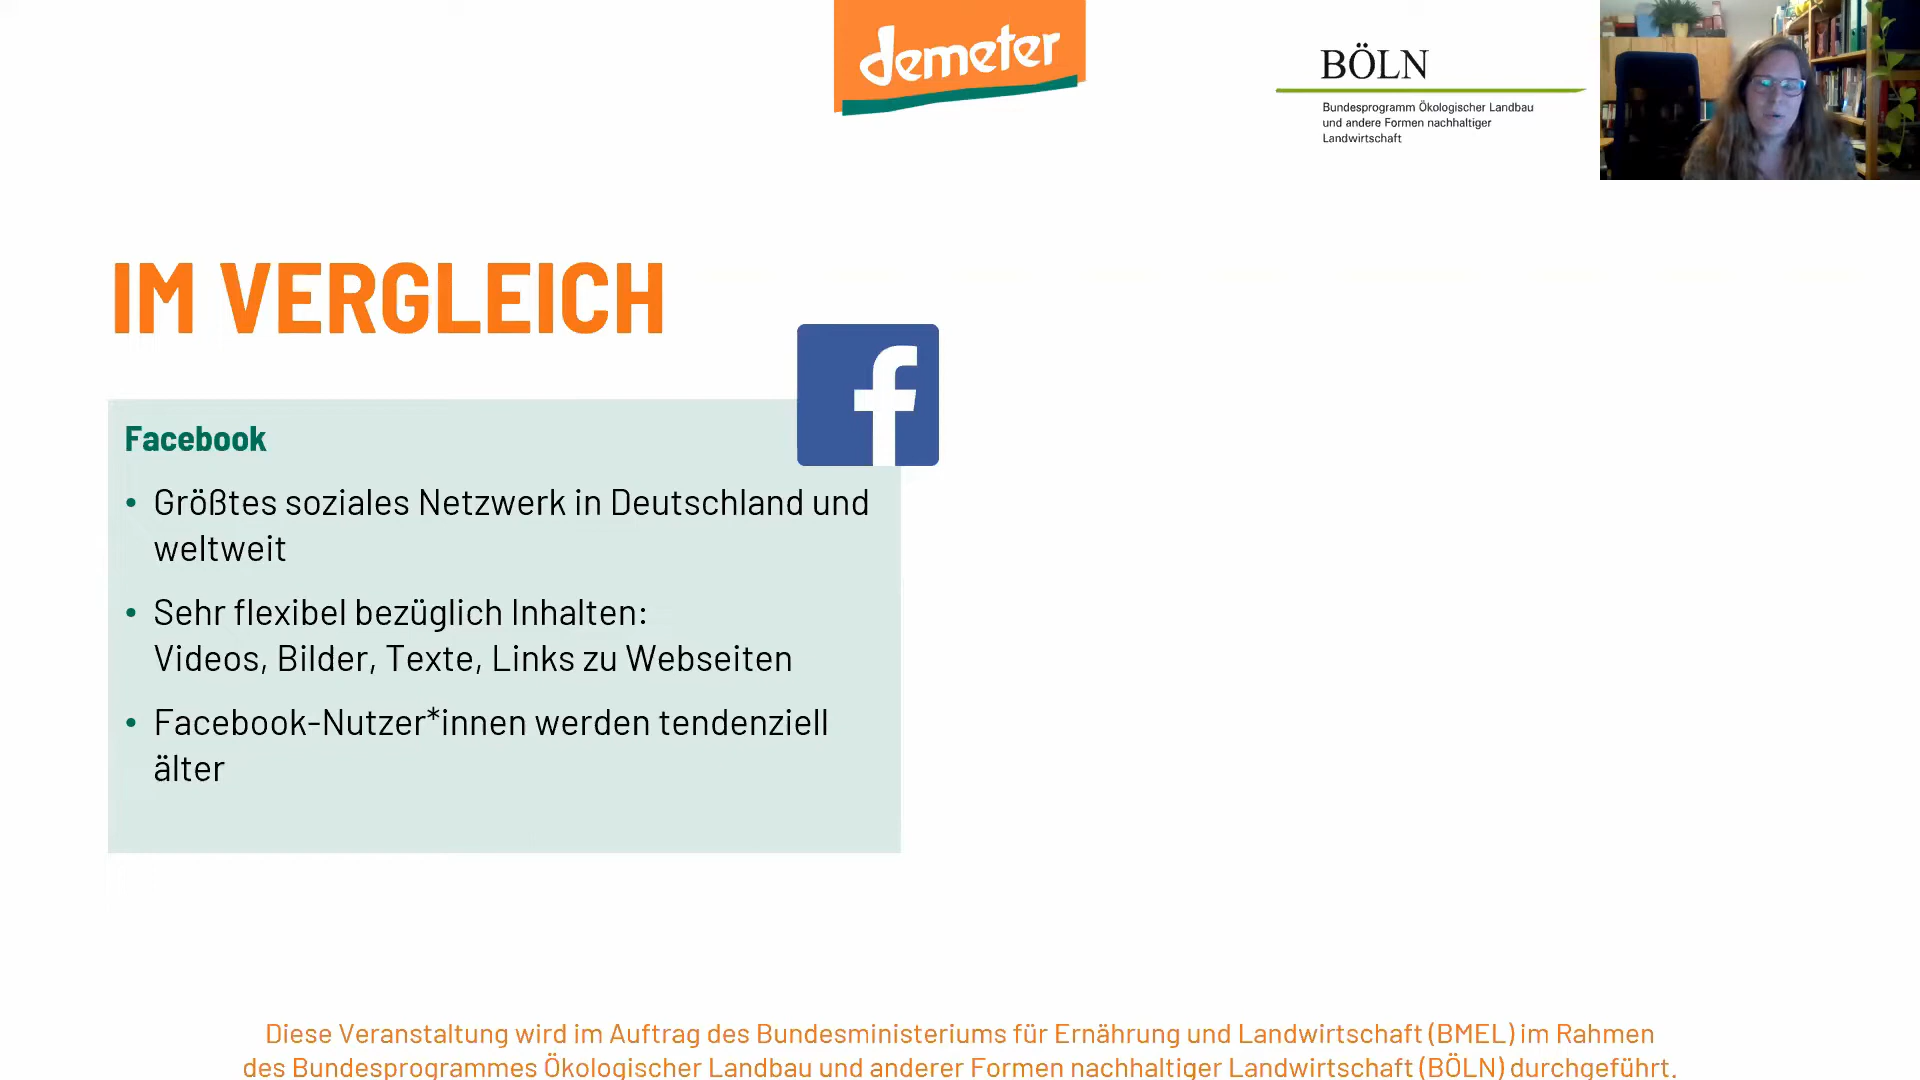 demeter
BÖLN
Bundesprogramm Ökologischer Landbau
und andere Formen nachhaltiger
Landwirtschaft
IM VERGLEICH
f
Facebook
• Größtes soziales Netzwerk in Deutschland und
weltweit
• Sehr flexibel bezüglich Inhalten:
Videos, Bilder, Texte, Links zu Webseiten
• Facebook-Nutzer*innen werden tendenziell
älter
Diese Veranstaltung wird im Auftrag des Bundesministeriums für Ernährung und Landwirtschaft (BMEL) im Rahmen
des Bundesprogrammes Ökologischer Landbau und anderer Formen nachhaltiger Landwirtschaft (BÖLN) durchgeführt.